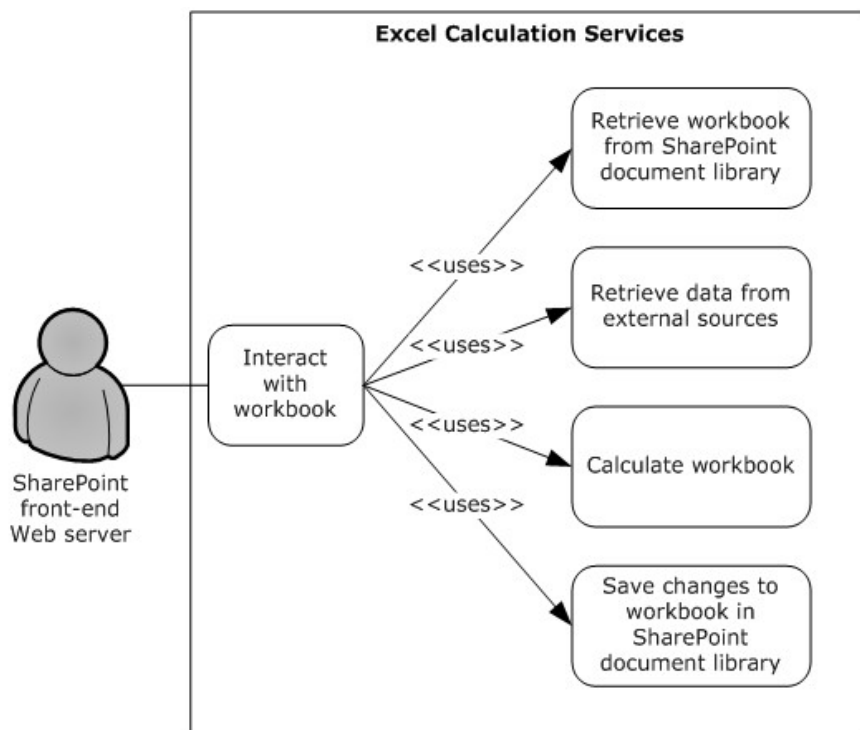 Excel Calculation Services
Retrieve workbook
from SharePoint
document library
<<uses>>
Retrieve data from
external sources
<<uses>>
Interact
with
workbook
<<uses>>
Calculate workbook
<<uses>>
SharePoint
front-end
Web server
Save changes to
workbook in
SharePoint
document library